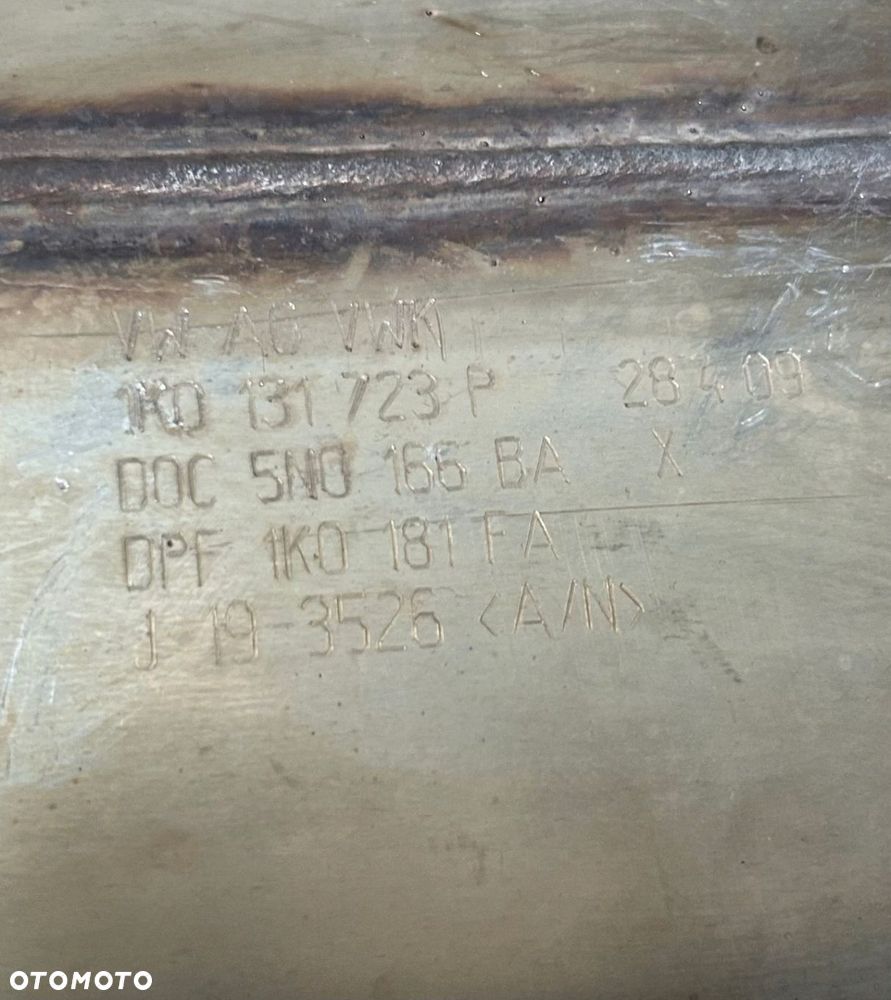 VW AG VWK
1K0 131 723 P 28 4 09
DOC 5N0 166 BA X
DPF 1K0 181 FA
J 19-3526 <A/N>
OTOMOTO